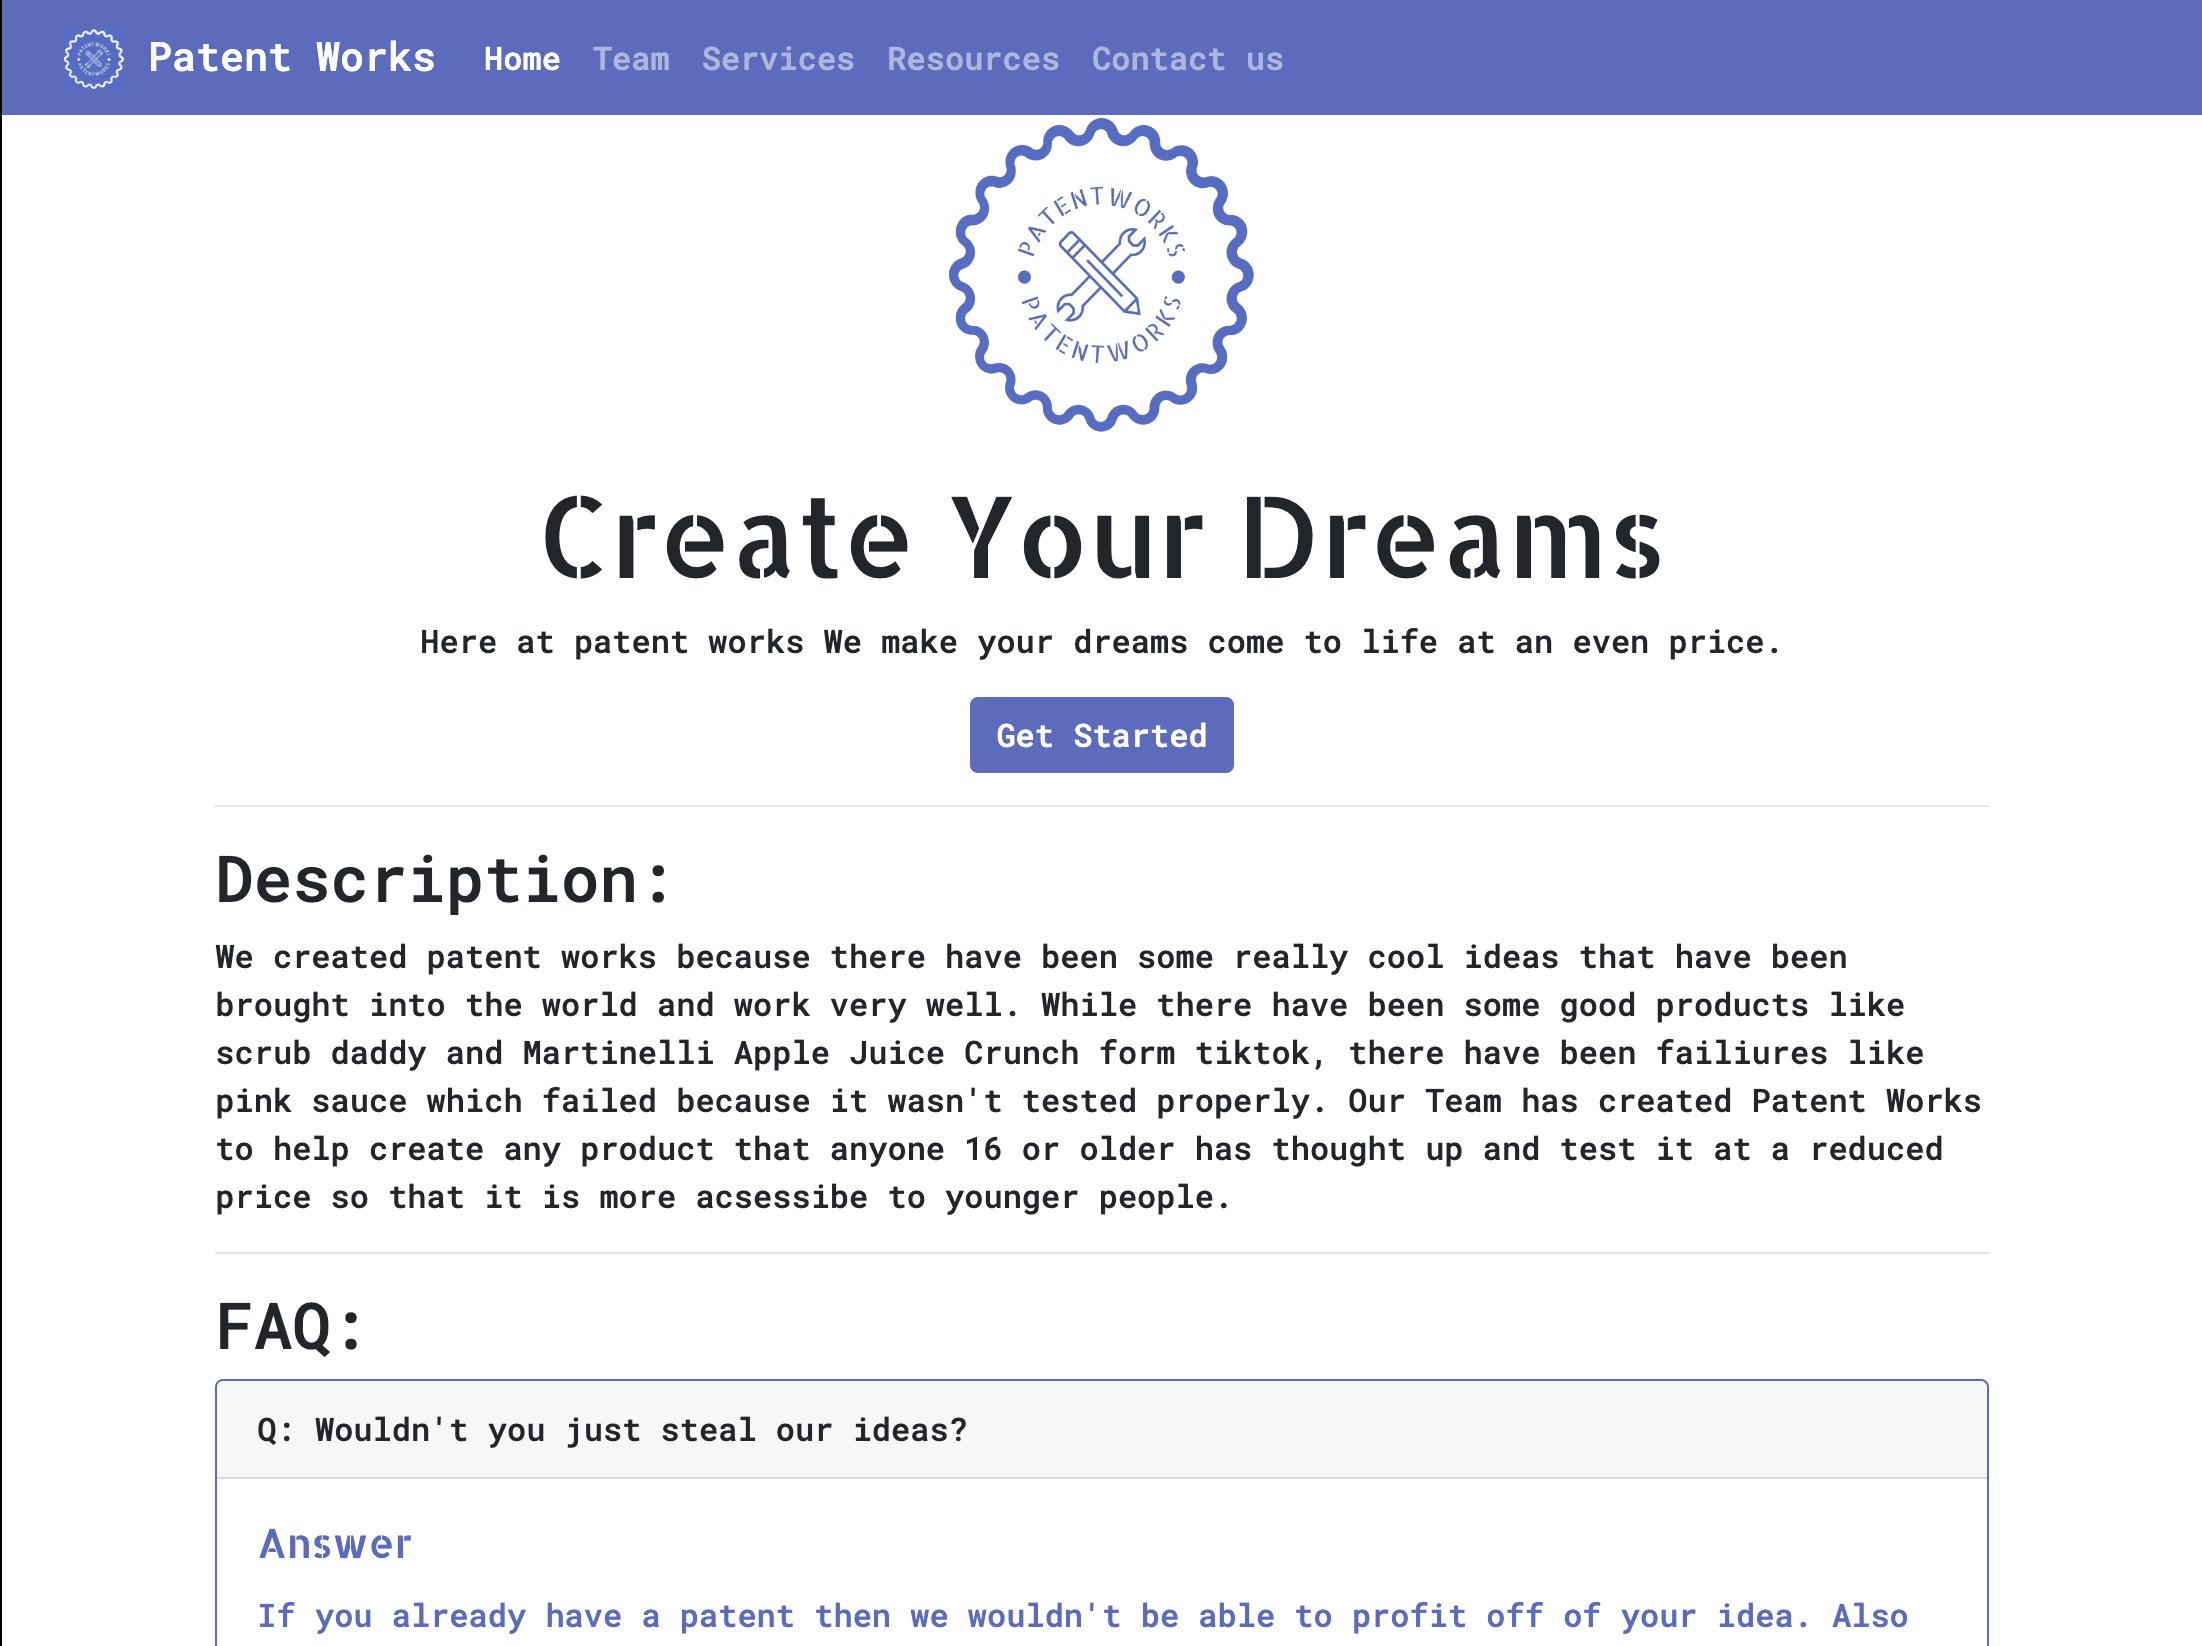 Patent Works Home Team Services Resources Contact us
PATENTWORKS
PATENTWORKS
Create Your Dreams
Here at patent works We make your dreams come to life at an even price.
Get Started
Description:
We created patent works because there have been some really cool ideas that have been
brought into the world and work very well. While there have been some good products like
scrub daddy and Martinelli Apple Juice Crunch form tiktok, there have been failiures like
pink sauce which failed because it wasn't tested properly. Our Team has created Patent Works
to help create any product that anyone 16 or older has thought up and test it at a reduced
price so that it is more acsessibe to younger people.
FAQ:
Q: Wouldn't you just steal our ideas?
Answer
If you already have a patent then we wouldn't be able to profit off of your idea. Also